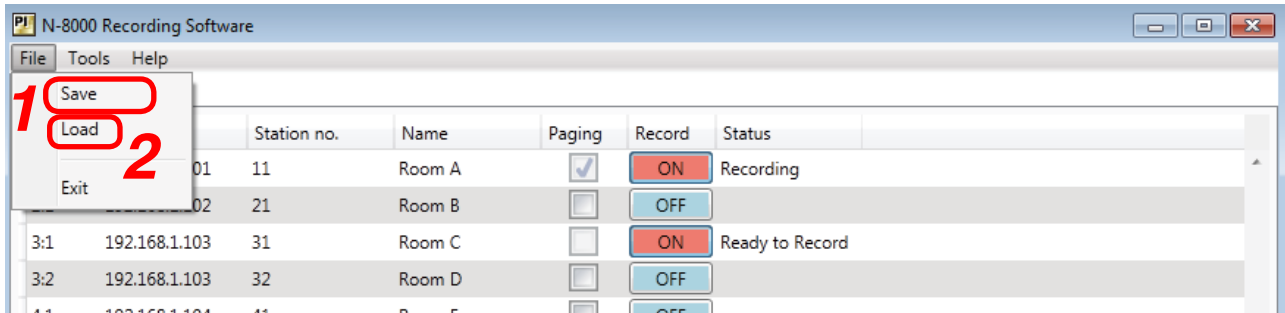 PI N-8000 Recording Software
File Tools Help
1 Save
Load 2
Exit
Station no. Name Paging Record Status
01 11 Room A ON Recording
02 21 Room B OFF
3:1 192.168.1.103 31 Room C ON Ready to Record
3:2 192.168.1.103 32 Room D OFF